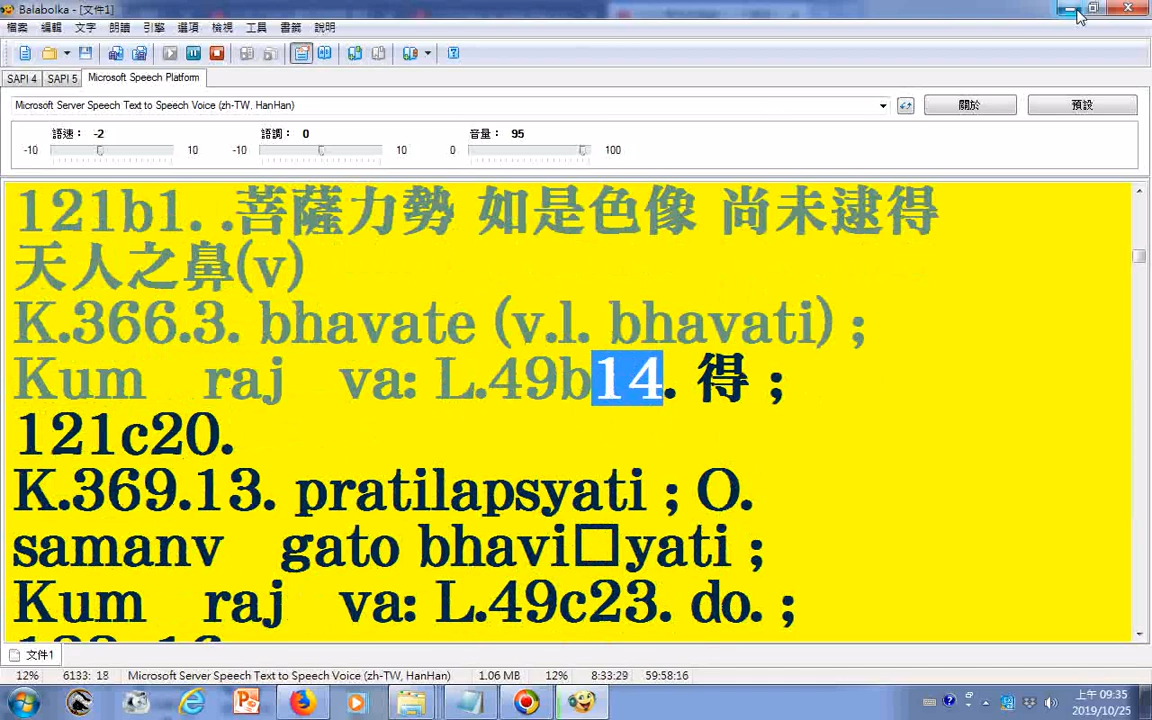 Balabolka - [文件1]
檔案 編輯 文字 朗讀 引擎 選項 檢視 工具 書籤 說明
SAPI 4 SAPI 5 Microsoft Speech Platform
Microsoft Server Speech Text to Speech Voice (zh-TW, HanHan) 關於 預設
語速： -2 語調： 0 音量： 95
-10 10 -10 10 0 100
121b1. .菩薩力勢 如是色像 尚未逮得
天人之鼻(v)
K.366.3. bhavate (v.l. bhavati) ;
Kum raj va: L.49b14. 得 ;
121c20.
K.369.13. pratilapsyati ; O.
samanv gato bhavi□yati ;
Kum raj va: L.49c23. do. ;
文件1
12% 6133: 18 Microsoft Server Speech Text to Speech Voice (zh-TW, HanHan) 1.06 MB 12% 8:33:29 59:58:16
上午 09:35
2019/10/25